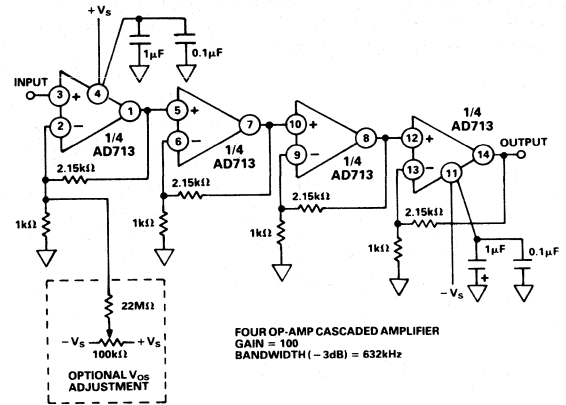 +VS
1µF
0.1µF
INPUT
3
+
4
1
2
−
1/4
AD713
5
+
7
6
−
1/4
AD713
10
+
8
9
−
1/4
AD713
1/4
AD713
12
+
14
OUTPUT
13
−
11
2.15kΩ
2.15kΩ
2.15kΩ
2.15kΩ
1kΩ
1kΩ
1kΩ
1kΩ
1µF
+
0.1µF
−VS
22MΩ
−VS
+VS
100kΩ
OPTIONAL VOS
ADJUSTMENT
FOUR OP-AMP CASCADED AMPLIFIER
GAIN = 100
BANDWIDTH (−3dB) = 632kHz